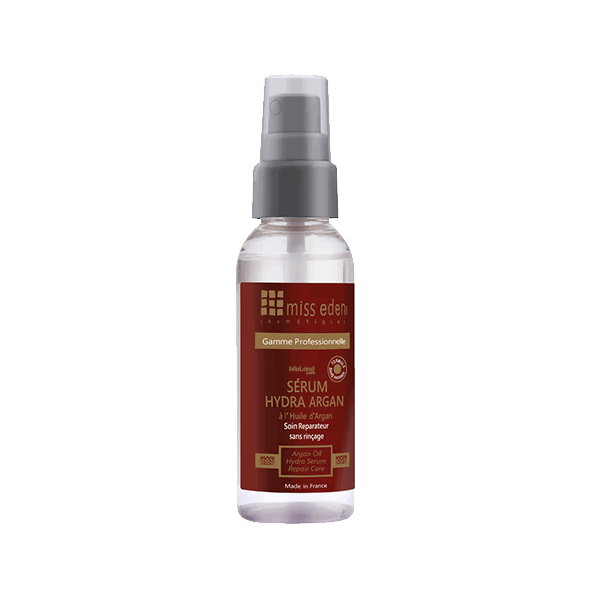 miss eden
cosmétiques
Gamme Professionnelle
SÉRUM
HYDRA ARGAN
à l'Huile d'Argan
Soin Reparateur
sans rinçage
Argan Oil
Hydra Serum
Repair Care
Made in France